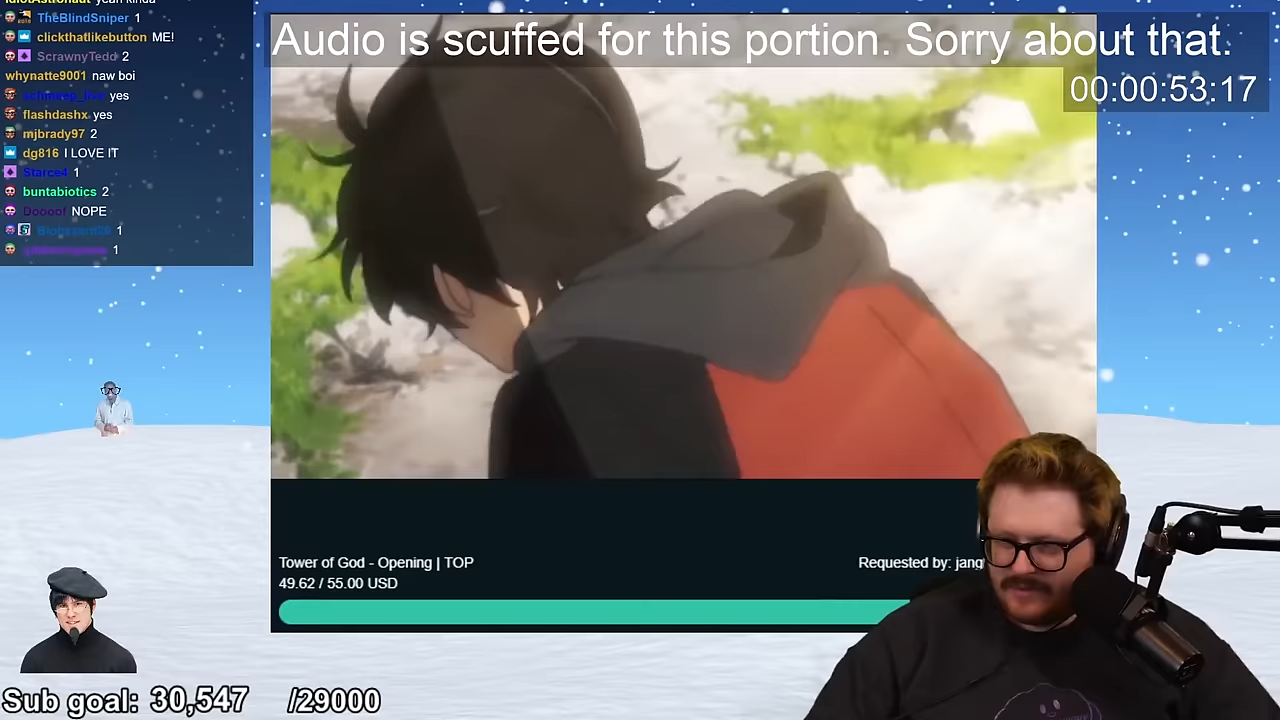 Audio is scuffed for this portion. Sorry about that.
00:00:53:17
TheBlindSniper 1
clickthatlikebutton ME!
ScrawnyTedd 2
whynatte9001 naw boi
yes
flashdashx yes
mjbrady97 2
dg816 I LOVE IT
Starce4 1
buntabiotics 2
Doooof NOPE
1
1
Tower of God - Opening | TOP
Requested by: jang
49.62 / 55.00 USD
Sub goal: 30,547 /29000